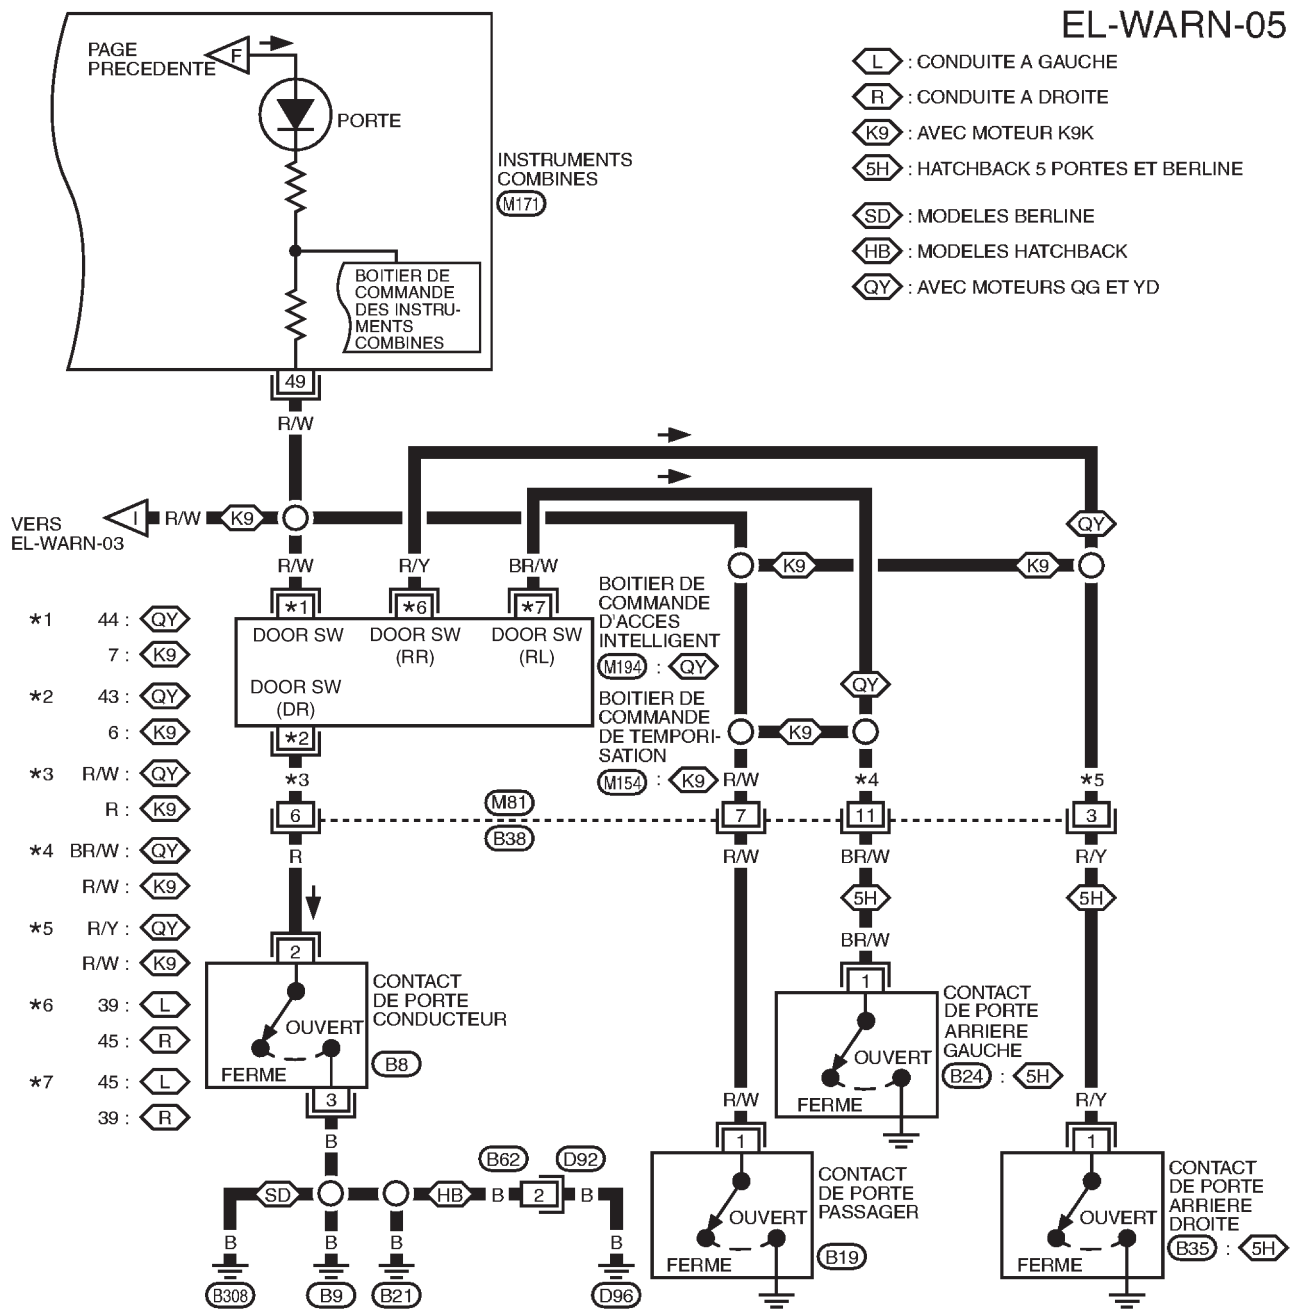 EL-WARN-05
L : CONDUITE A GAUCHE
R : CONDUITE A DROITE
K9 : AVEC MOTEUR K9K
5H : HATCHBACK 5 PORTES ET BERLINE
SD : MODELES BERLINE
HB : MODELES HATCHBACK
QY : AVEC MOTEURS QG ET YD
PAGE
PRECEDENTE
F
PORTE
INSTRUMENTS
COMBINES
M171
BOITIER DE
COMMANDE
DES INSTRU-
MENTS
COMBINES
49
R/W
VERS
EL-WARN-03
I
R/W
K9
QY
R/W
R/Y
BR/W
K9
K9
*1
*6
*7
DOOR SW
DOOR SW
(RR)
DOOR SW
(RL)
DOOR SW
(DR)
*2
BOITIER DE
COMMANDE
D'ACCES
INTELLIGENT
M194 : QY
BOITIER DE
COMMANDE
DE TEMPORI-
SATION
M154 : K9
QY
K9
*1 44 : QY
7 : K9
*2 43 : QY
6 : K9
*3 R/W : QY
R : K9
*4 BR/W : QY
R/W : K9
*5 R/Y : QY
R/W : K9
*6 39 : L
45 : R
*7 45 : L
39 : R
*3
R/W
*4
*5
6
M81
B38
7
11
3
R
R/W
BR/W
R/Y
5H
5H
BR/W
2
CONTACT
DE PORTE
CONDUCTEUR
B8
OUVERT
FERME
3
B
1
CONTACT
DE PORTE
ARRIERE
GAUCHE
B24 : 5H
OUVERT
FERME
R/W
R/Y
1
CONTACT
DE PORTE
PASSAGER
B19
OUVERT
FERME
1
CONTACT
DE PORTE
ARRIERE
DROITE
B35 : 5H
OUVERT
FERME
B62
D92
SD
HB
B
2
B
B
B
B
B
B308
B9
B21
D96